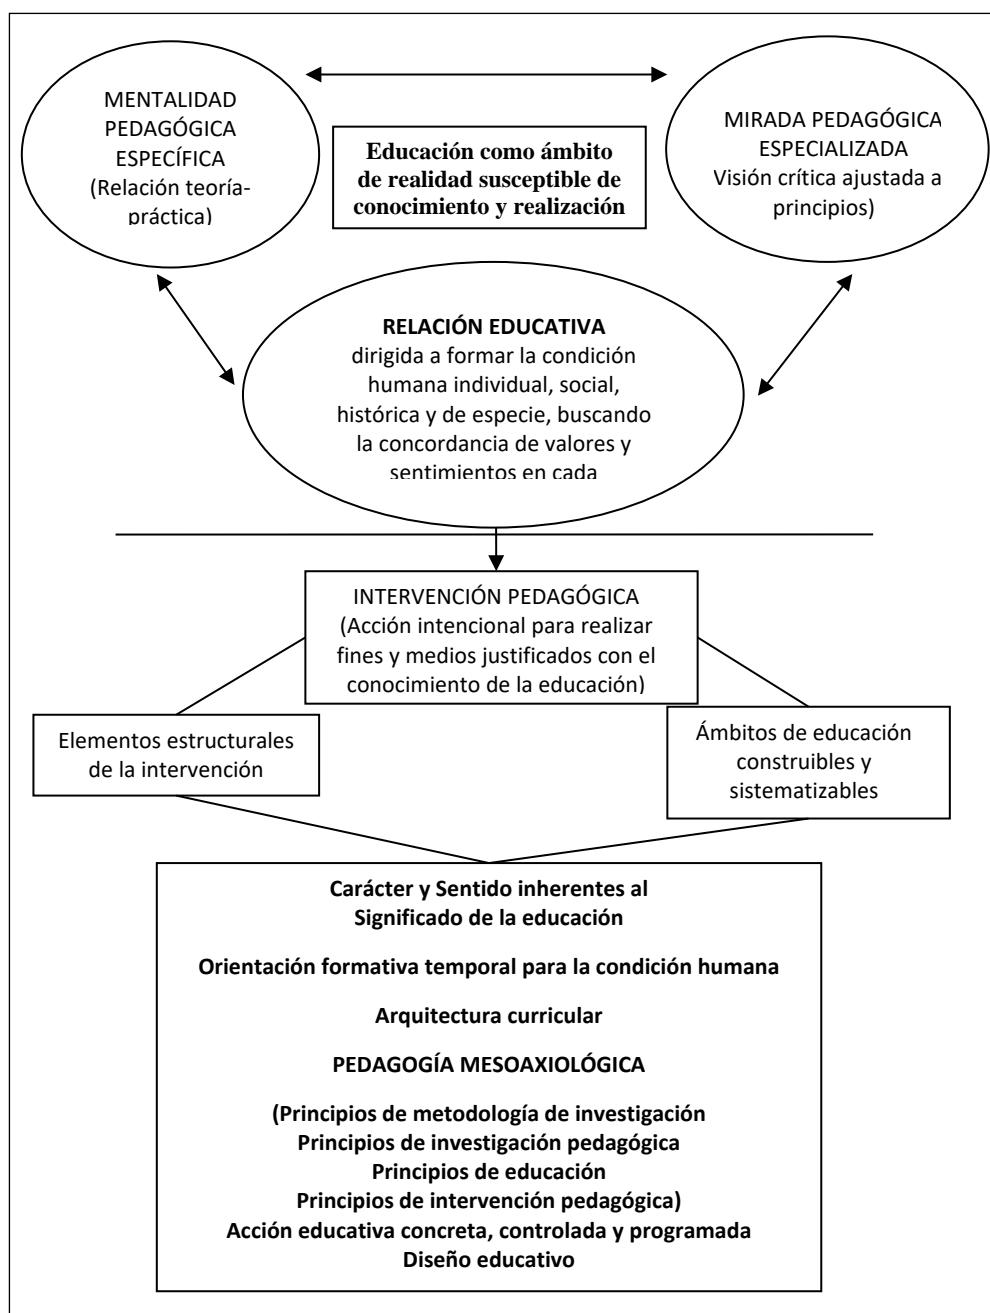 MENTALIDAD
PEDAGÓGICA
ESPECÍFICA
(Relación teoría-
práctica)
Educación como ámbito
de realidad susceptible de
conocimiento y realización
MIRADA PEDAGÓGICA
ESPECIALIZADA
Visión crítica ajustada a
principios)
RELACIÓN EDUCATIVA
dirigida a formar la condición
humana individual, social,
histórica y de especie, buscando
la concordancia de valores y
sentimientos en cada
INTERVENCIÓN PEDAGÓGICA
(Acción intencional para realizar
fines y medios justificados con el
conocimiento de la educación)
Elementos estructurales
de la intervención
Ámbitos de educación
construibles y
sistematizables
Carácter y Sentido inherentes al
Significado de la educación
Orientación formativa temporal para la condición humana
Arquitectura curricular
PEDAGOGÍA MESOAXIOLÓGICA
(Principios de metodología de investigación
Principios de investigación pedagógica
Principios de educación
Principios de intervención pedagógica)
Acción educativa concreta, controlada y programada
Diseño educativo